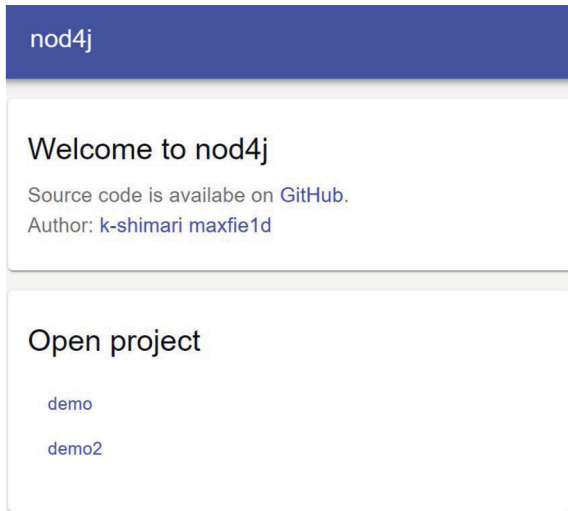 nod4j
Welcome to nod4j
Source code is availabe on GitHub.
Author: k-shimari maxfie1d
Open project
demo
demo2